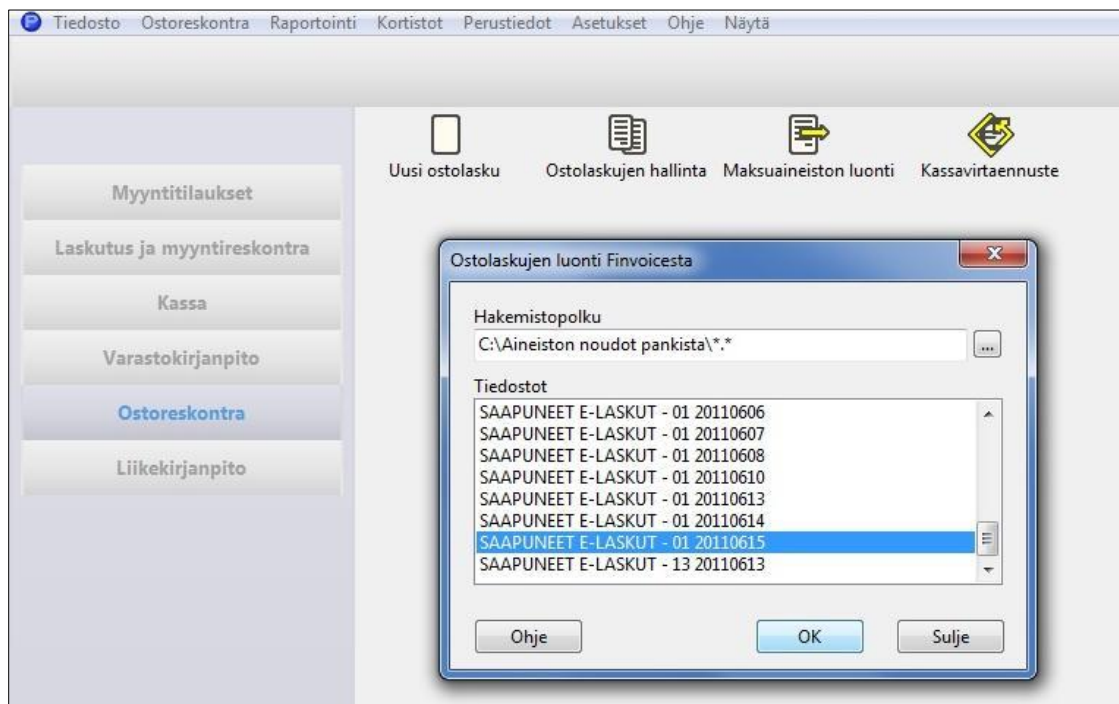 Tiedosto Ostoreskontra Raportointi Kortistot Perustiedot Asetukset Ohje Näytä
Uusi ostolasku Ostolaskujen hallinta Maksuaineiston luonti Kassavirtaennuste
Myyntitilaukset
Laskutus ja myyntireskontra
Kassa
Varastokirjanpito
Ostoreskontra
Liikekirjanpito
Ostolaskujen luonti Finvoicesta
Hakemistopolku
C:\Aineiston noudot pankista\*.*
...
Tiedostot
SAAPUNEET E-LASKUT - 01 20110606
SAAPUNEET E-LASKUT - 01 20110607
SAAPUNEET E-LASKUT - 01 20110608
SAAPUNEET E-LASKUT - 01 20110610
SAAPUNEET E-LASKUT - 01 20110613
SAAPUNEET E-LASKUT - 01 20110614
SAAPUNEET E-LASKUT - 01 20110615
SAAPUNEET E-LASKUT - 13 20110613
Ohje OK Sulje